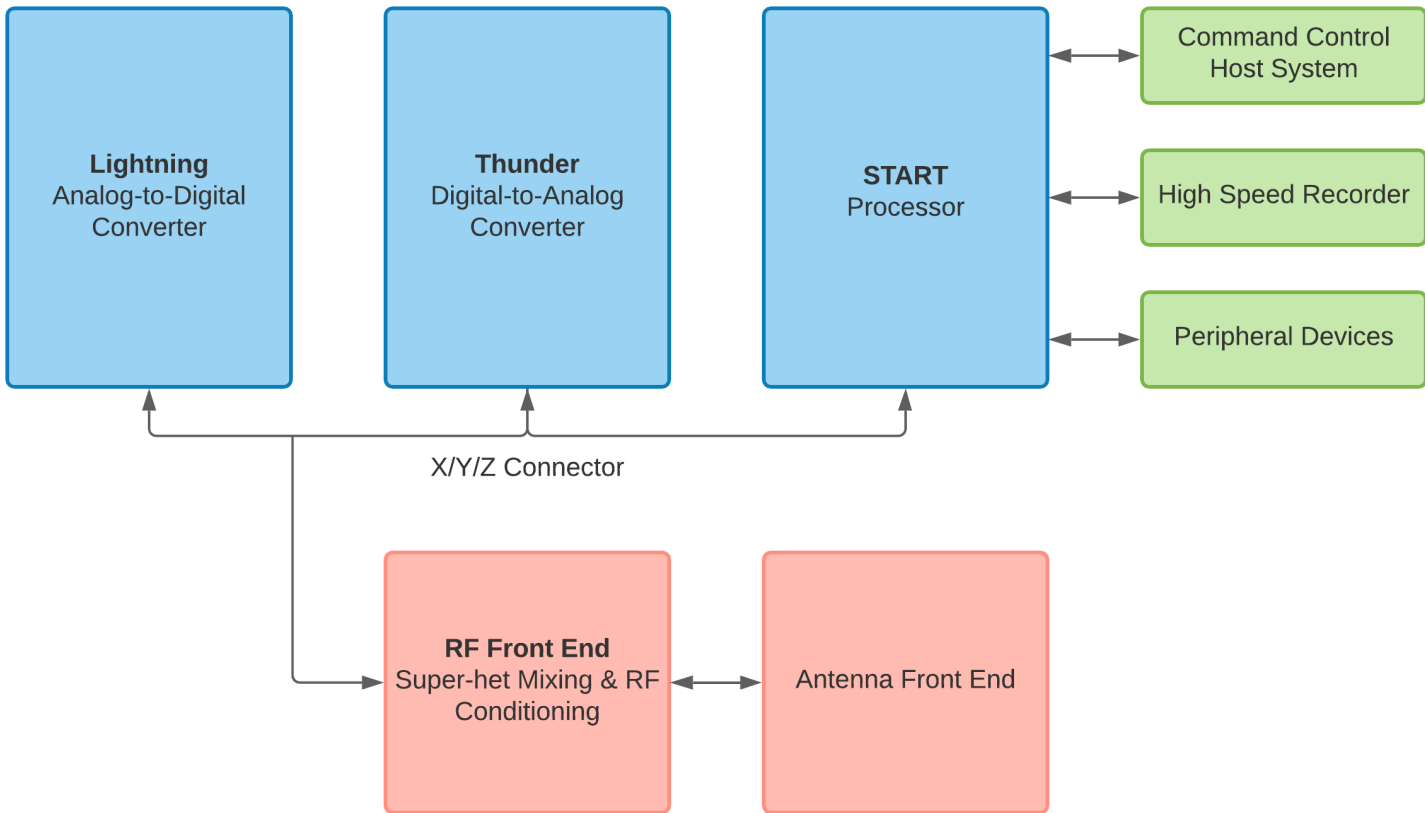 Lightning
Analog-to-Digital
Converter
Thunder
Digital-to-Analog
Converter
START
Processor
Command Control
Host System
High Speed Recorder
Peripheral Devices
X/Y/Z Connector
RF Front End
Super-het Mixing & RF
Conditioning
Antenna Front End